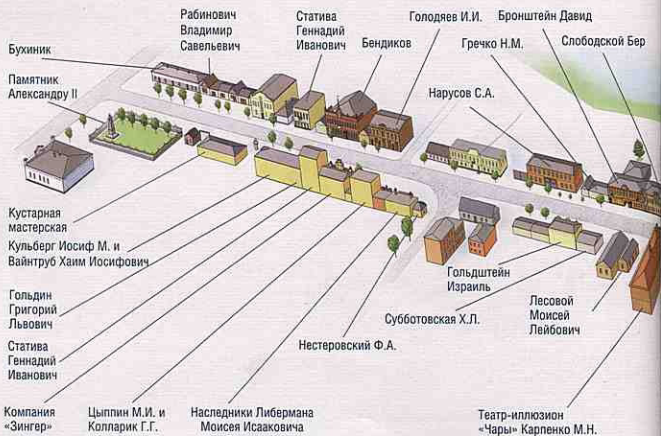 Бухиник
Рабинович
Владимир
Савельевич
Статива
Геннадий
Иванович
Бендиков
Голодяев И.И.
Гречко Н.М.
Бронштейн Давид
Слободской Бер
Памятник
Александру II
Нарусов С.А.
Кустарная
мастерская
Кульберг Иосиф М. и
Вайнтруб Хаим Иосифович
Гольдин
Григорий
Львович
Статива
Геннадий
Иванович
Компания
«Зингер»
Цыппин М.И. и
Колларик Г.Г.
Наследники Либермана
Моисея Исааковича
Нестеровский Ф.А.
Гольдштейн
Израиль
Субботовская Х.Л.
Лесовой
Моисей
Лейбович
Театр-иллюзион
«Чары» Карпенко М.Н.